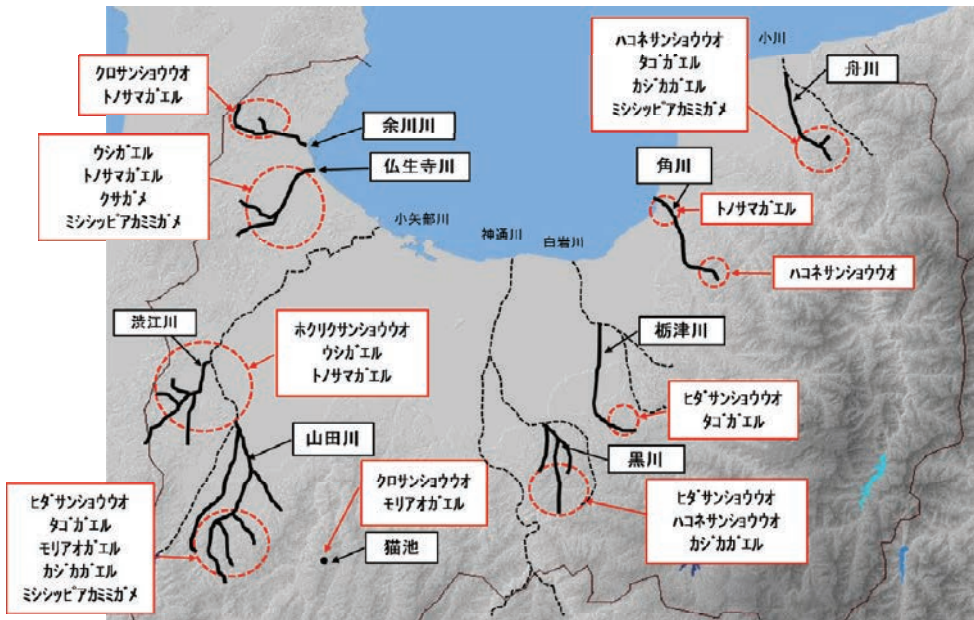 クロサンショウウオ
トノサマガエル
余川川
ウシガエル
トノサマガエル
クサガメ
ミシシッピアカミミガメ
仏生寺川
小矢部川
神通川
白岩川
ハコネサンショウウオ
タゴガエル
カジカガエル
ミシシッピアカミミガメ
小川
舟川
角川
トノサマガエル
ハコネサンショウウオ
渋江川
ホクリクサンショウウオ
ウシガエル
トノサマガエル
栃津川
ヒダサンショウウオ
タゴガエル
山田川
黒川
クロサンショウウオ
モリアオガエル
猫池
ヒダサンショウウオ
ハコネサンショウウオ
カジカガエル
ヒダサンショウウオ
タゴガエル
モリアオガエル
カジカガエル
ミシシッピアカミミガメ